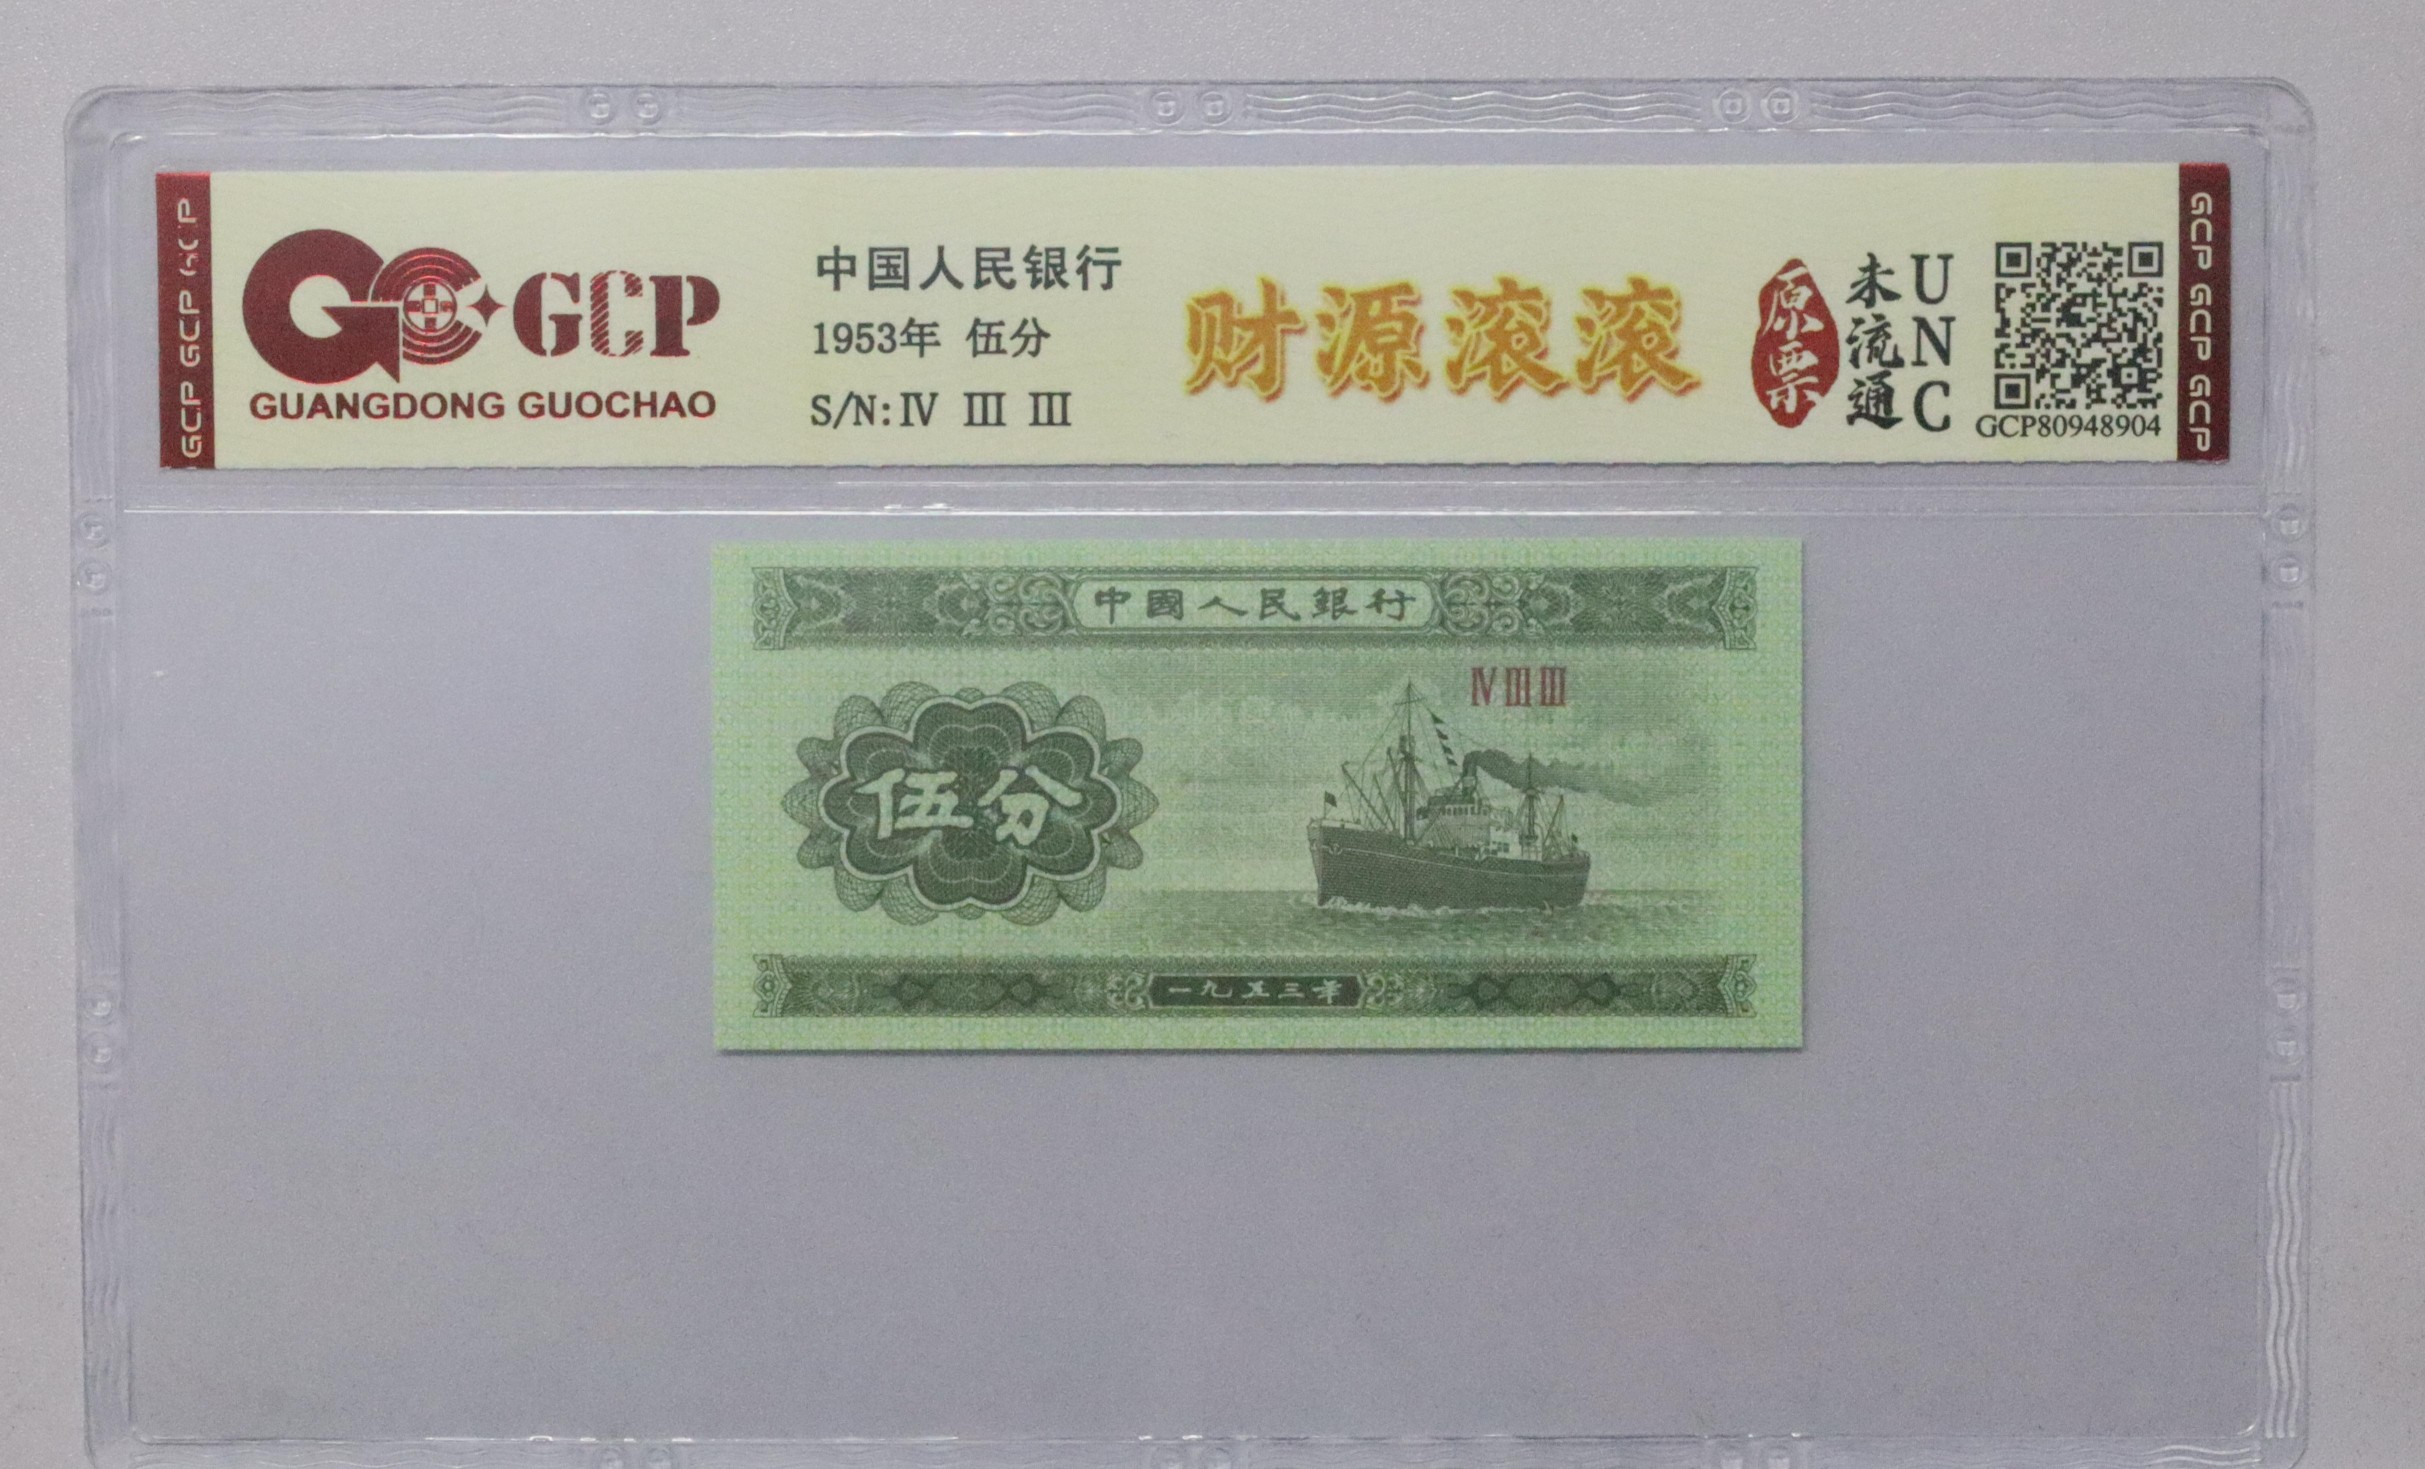 GCP GCP GCP
GCP
GUANGDONG GUOCHAO
中国人民银行
1953年 伍分
S/N: IV III III
财源滚滚
原票
未流通
UNC
GCP80948904
GCP GCP GCP
中國人民銀行
IV III III
伍分
一九五三年